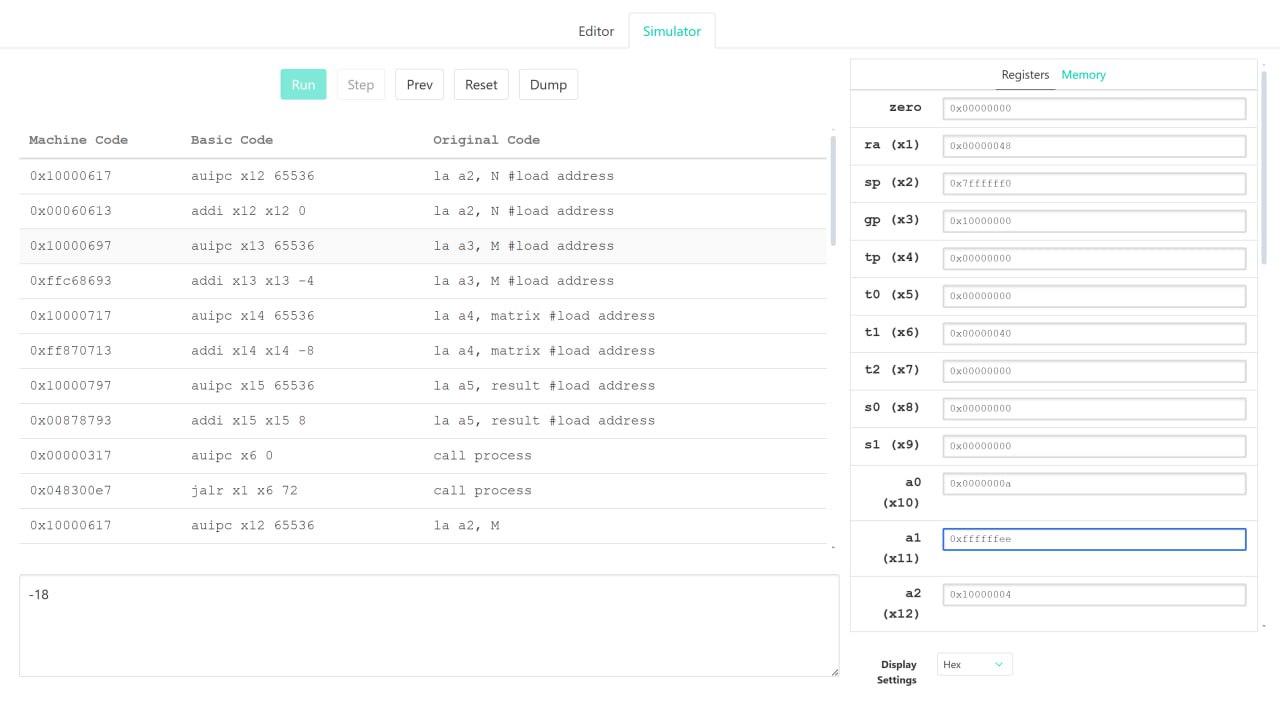 Editor Simulator
Run Step Prev Reset Dump
Machine Code Basic Code Original Code
0x10000617 auipc x12 65536 la a2, N #load address
0x00060613 addi x12 x12 0 la a2, N #load address
0x10000697 auipc x13 65536 la a3, M #load address
0xffc68693 addi x13 x13 -4 la a3, M #load address
0x10000717 auipc x14 65536 la a4, matrix #load address
0xff870713 addi x14 x14 -8 la a4, matrix #load address
0x10000797 auipc x15 65536 la a5, result #load address
0x00878793 addi x15 x15 8 la a5, result #load address
0x00000317 auipc x6 0 call process
0x048300e7 jalr x1 x6 72 call process
0x10000617 auipc x12 65536 la a2, M
-18
Registers Memory
zero 0x00000000
ra (x1) 0x00000048
sp (x2) 0x7ffffff0
gp (x3) 0x10000000
tp (x4) 0x00000000
t0 (x5) 0x00000000
t1 (x6) 0x00000040
t2 (x7) 0x00000000
s0 (x8) 0x00000000
s1 (x9) 0x00000000
a0 0x0000000a
(x10)
a1 0xffffffee
(x11)
a2 0x10000004
(x12)
Display Hex
Settings